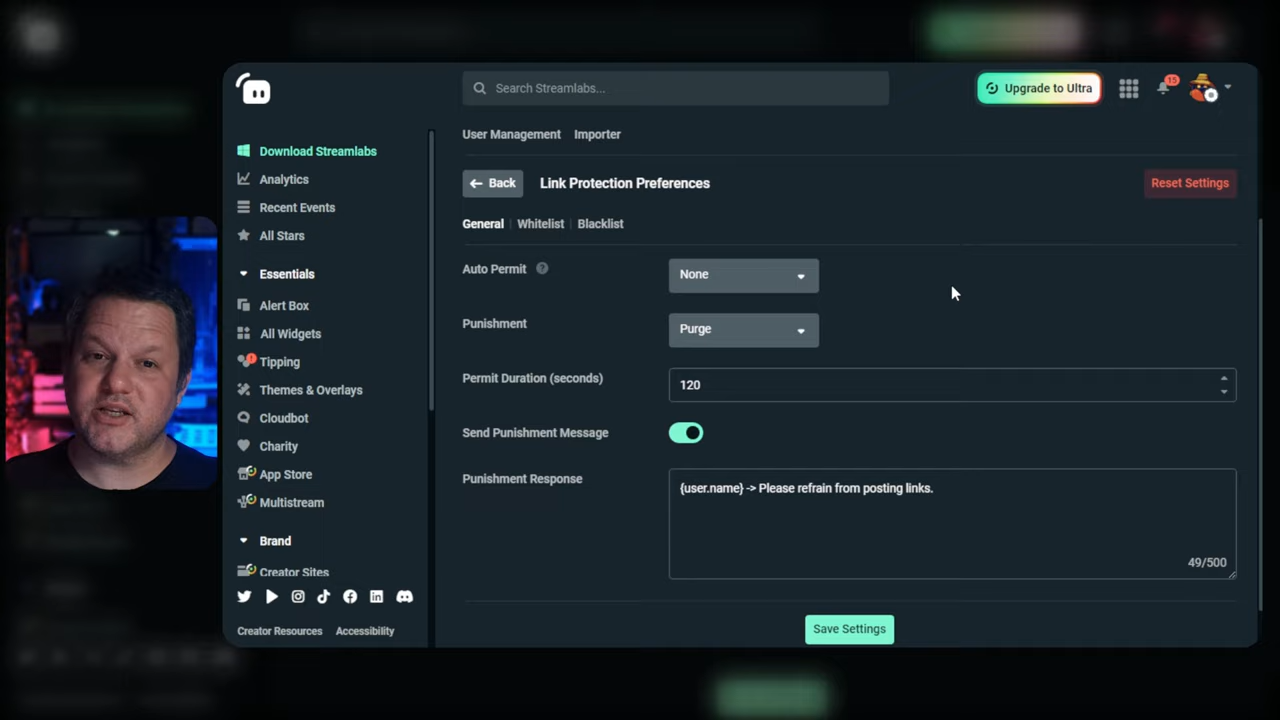 Search Streamlabs...
Upgrade to Ultra
15
Download Streamlabs
Analytics
Recent Events
All Stars
Essentials
Alert Box
All Widgets
Tipping
Themes & Overlays
Cloudbot
Charity
App Store
Multistream
Brand
Creator Sites
Creator Resources Accessibility
User Management Importer
Back Link Protection Preferences Reset Settings
General | Whitelist | Blacklist
Auto Permit ? None
Punishment Purge
Permit Duration (seconds) 120
Send Punishment Message
Punishment Response {user.name} -> Please refrain from posting links.
49/500
Save Settings